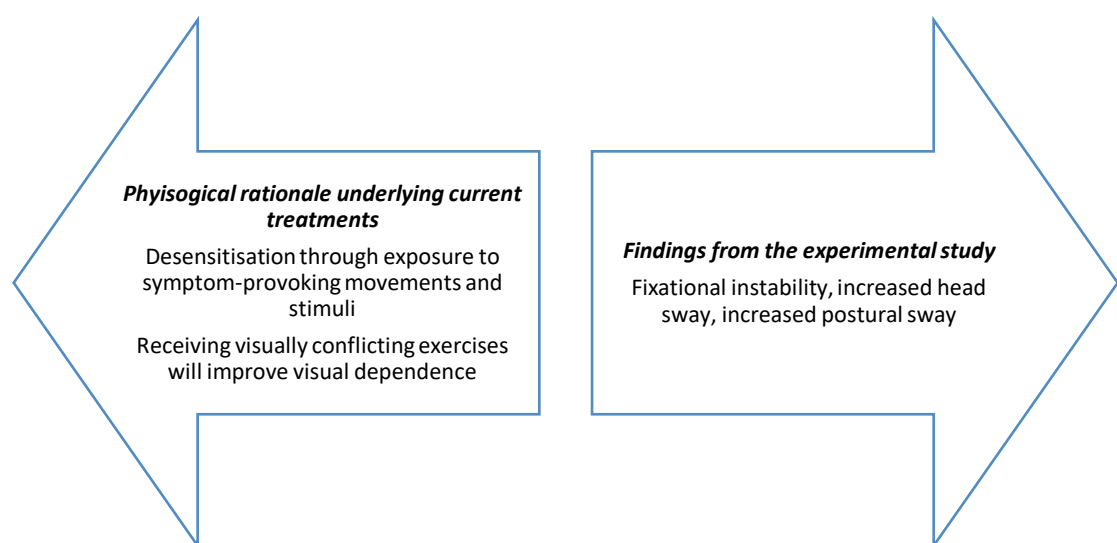 Phyisogical rationale underlying current
treatments
Desensitisation through exposure to
symptom-provoking movements and
stimuli
Receiving visually conflicting exercises
will improve visual dependence
Findings from the experimental study
Fixational instability, increased head
sway, increased postural sway